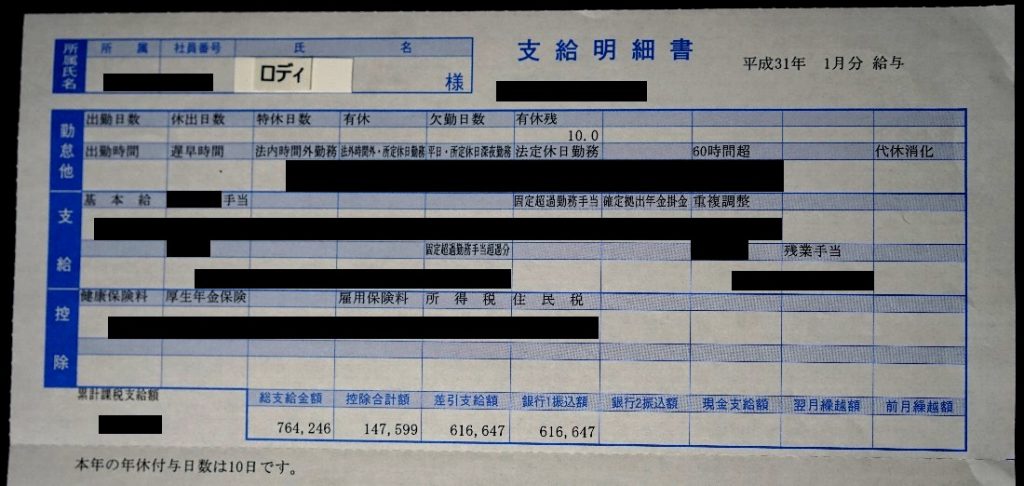 支給明細書
平成31年 1月分 給与
所属氏名
所属 社員番号 氏名
ロディ 様
勤怠他
出勤日数 休出日数 特休日数 有休 欠勤日数 有休残
10.0
出勤時間 遅早時間 法内時間外勤務 法外時間外・所定休日勤務 平日・所定休日深夜勤務 法定休日勤務 60時間超 代休消化
支給
基本給 手当 固定超過勤務手当 確定拠出年金掛金 重複調整
固定超過勤務手当超過分 残業手当
控除
健康保険料 厚生年金保険 雇用保険料 所得税 住民税
累計課税支給額
総支給金額 控除合計額 差引支給額 銀行1振込額 銀行2振込額 現金支給額 翌月繰越額 前月繰越額
764,246 147,599 616,647 616,647
本年の年休付与日数は10日です。